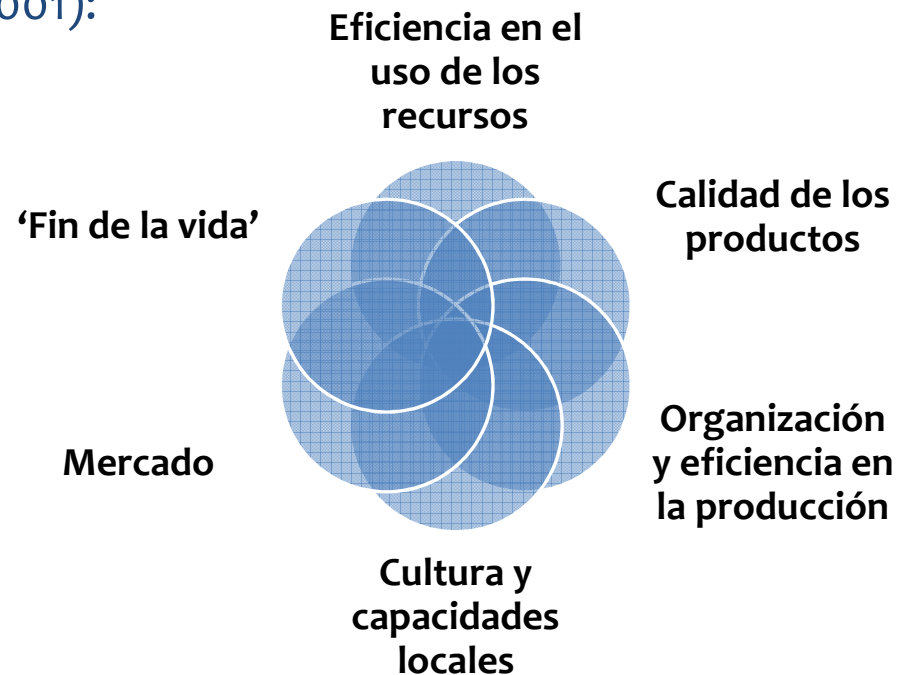 001):
Eficiencia en el
uso de los
recursos
Calidad de los
productos
Organización
y eficiencia en
la producción
Cultura y
capacidades
locales
Mercado
‘Fin de la vida’